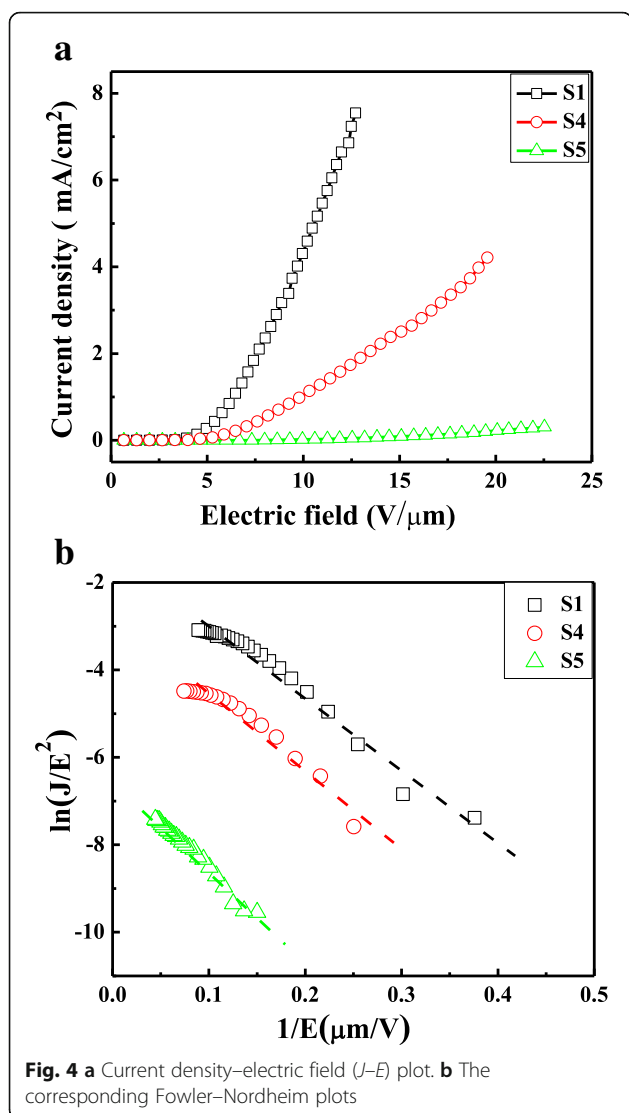 a
8
6
4
2
0
Current density ( mA/cm²)
S1
S4
S5
0 5 10 15 20 25
Electric field (V/μm)
b
-2
-4
-6
-8
-10
ln(J/E²)
S1
S4
S5
0.0 0.1 0.2 0.3 0.4 0.5
1/E(μm/V)
Fig. 4 a Current density–electric field (J–E) plot. b The
corresponding Fowler–Nordheim plots